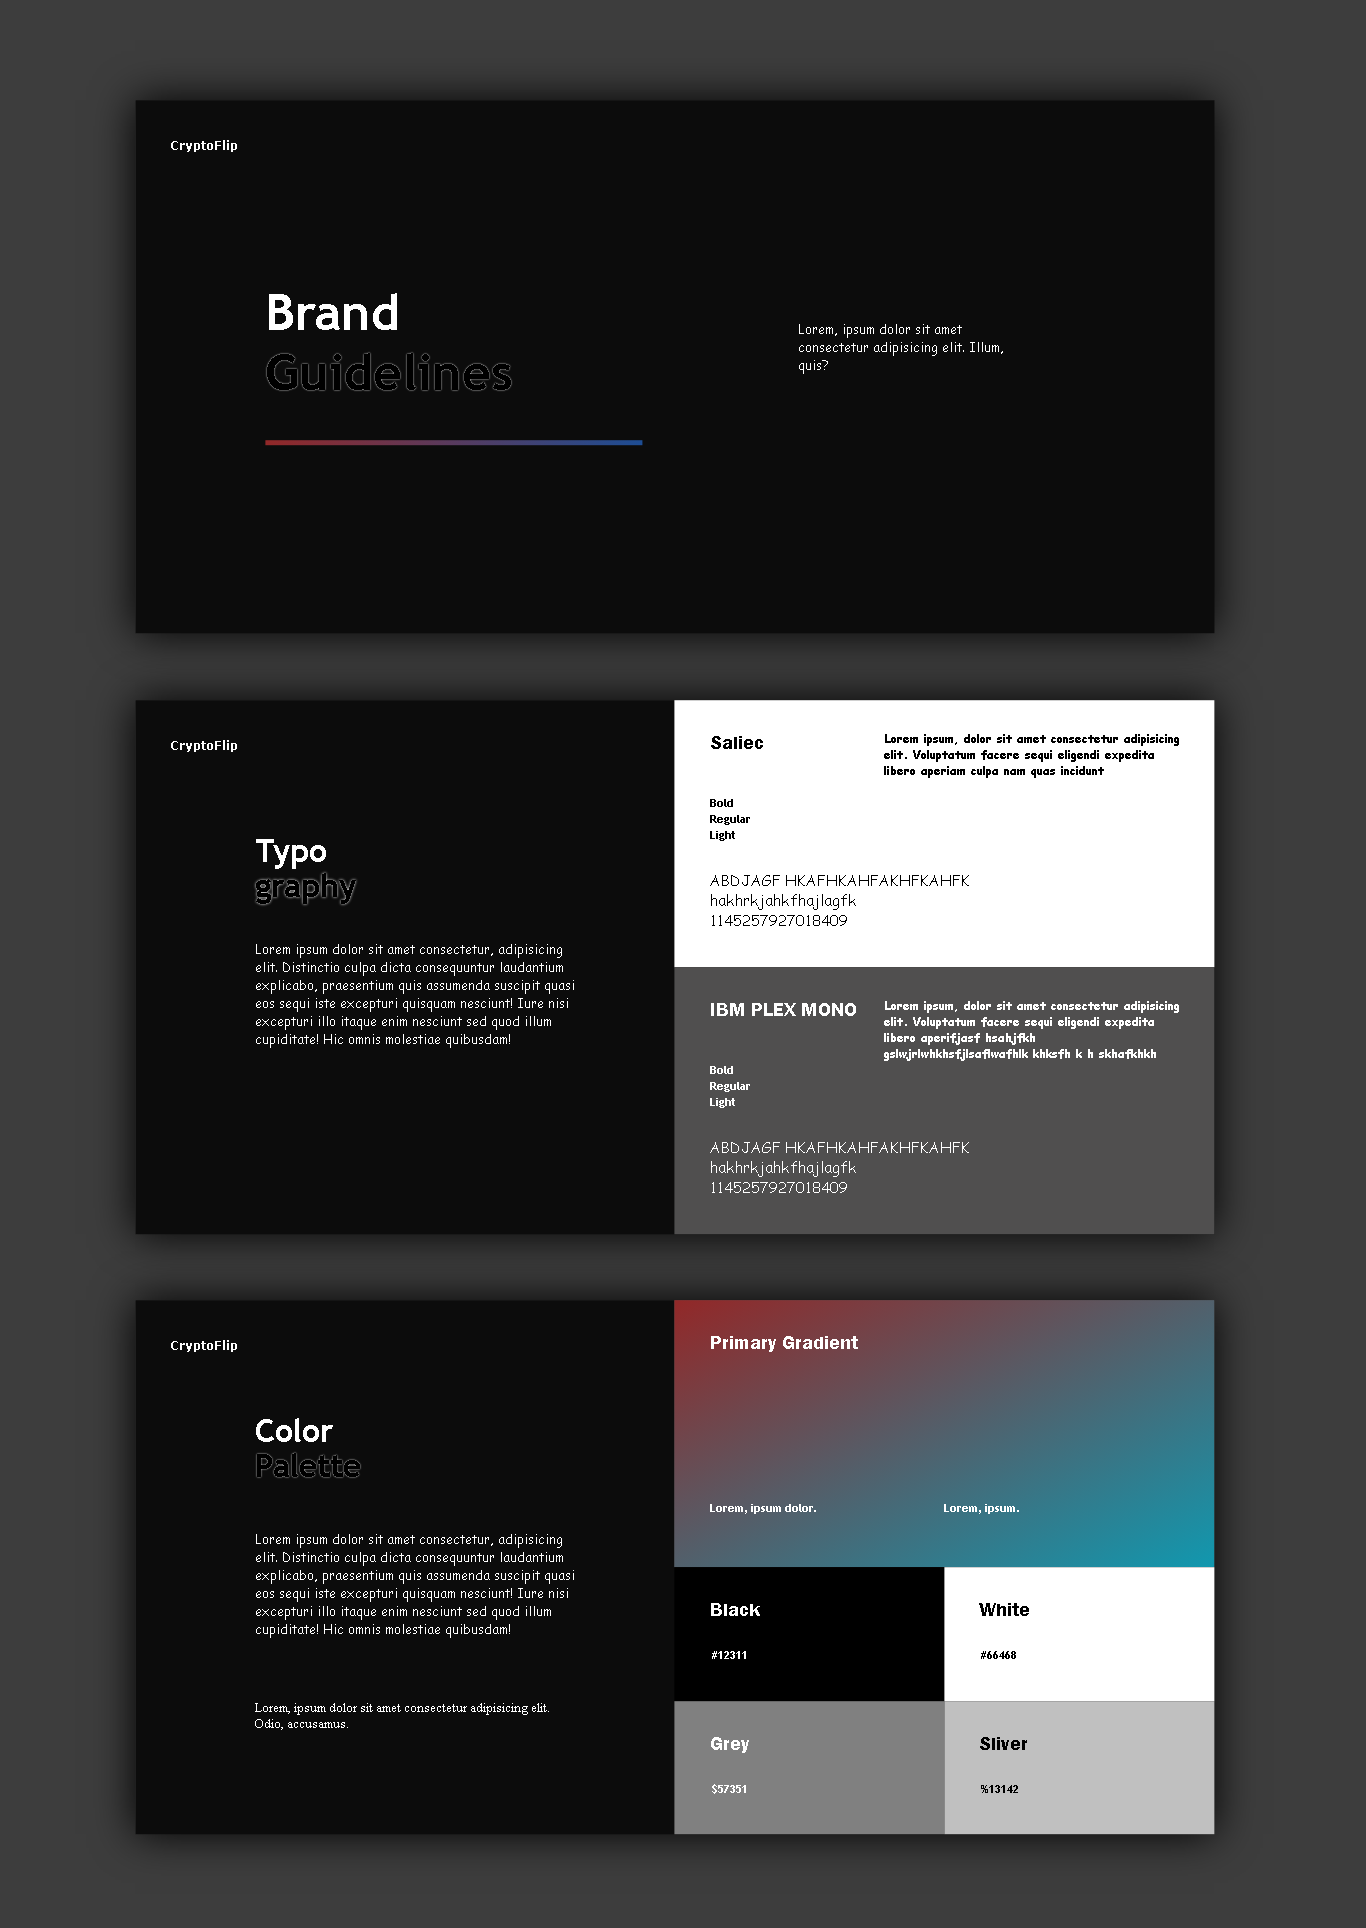 CryptoFlip
Brand
Guidelines
Lorem, ipsum dolor sit amet
consectetur adipisicing elit. Illum,
quis?
CryptoFlip
Typo
graphy
Lorem ipsum dolor sit amet consectetur, adipisicing
elit. Distinctio culpa dicta consequuntur laudantium
explicabo, praesentium quis assumenda suscipit quasi
eos sequi iste excepturi quisquam nesciunt! Iure nisi
excepturi illo itaque enim nesciunt sed quod illum
cupiditate! Hic omnis molestiae quibusdam!
Saliec
Lorem ipsum, dolor sit amet consectetur adipisicing
elit. Voluptatum facere sequi eligendi expedita
libero aperiam culpa nam quas incidunt
Bold
Regular
Light
ABDJAGF HKAFHKAHFAKHFKAHFK
hakhrkjahkfhajlagfk
1145257927018409
IBM PLEX MONO
Lorem ipsum, dolor sit amet consectetur adipisicing
elit. Voluptatum facere sequi eligendi expedita
libero aperifjasf hsahjfkh
gslwjrlwhkhsfjlsaflwafhlk khksfh k h skhafkhkh
Bold
Regular
Light
ABDJAGF HKAFHKAHFAKHFKAHFK
hakhrkjahkfhajlagfk
1145257927018409
CryptoFlip
Color
Palette
Lorem ipsum dolor sit amet consectetur, adipisicing
elit. Distinctio culpa dicta consequuntur laudantium
explicabo, praesentium quis assumenda suscipit quasi
eos sequi iste excepturi quisquam nesciunt! Iure nisi
excepturi illo itaque enim nesciunt sed quod illum
cupiditate! Hic omnis molestiae quibusdam!
Lorem, ipsum dolor sit amet consectetur adipisicing elit.
Odio, accusamus.
Primary Gradient
Lorem, ipsum dolor.
Lorem, ipsum.
Black
#12311
White
#66468
Grey
$57351
Sliver
%13142